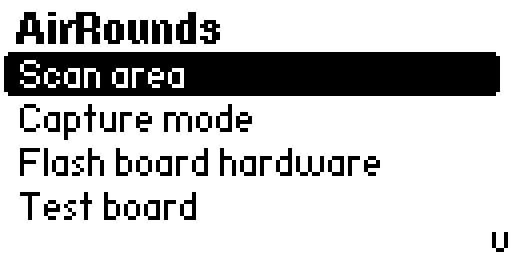 AirRounds
Scan area
Capture mode
Flash board hardware
Test board